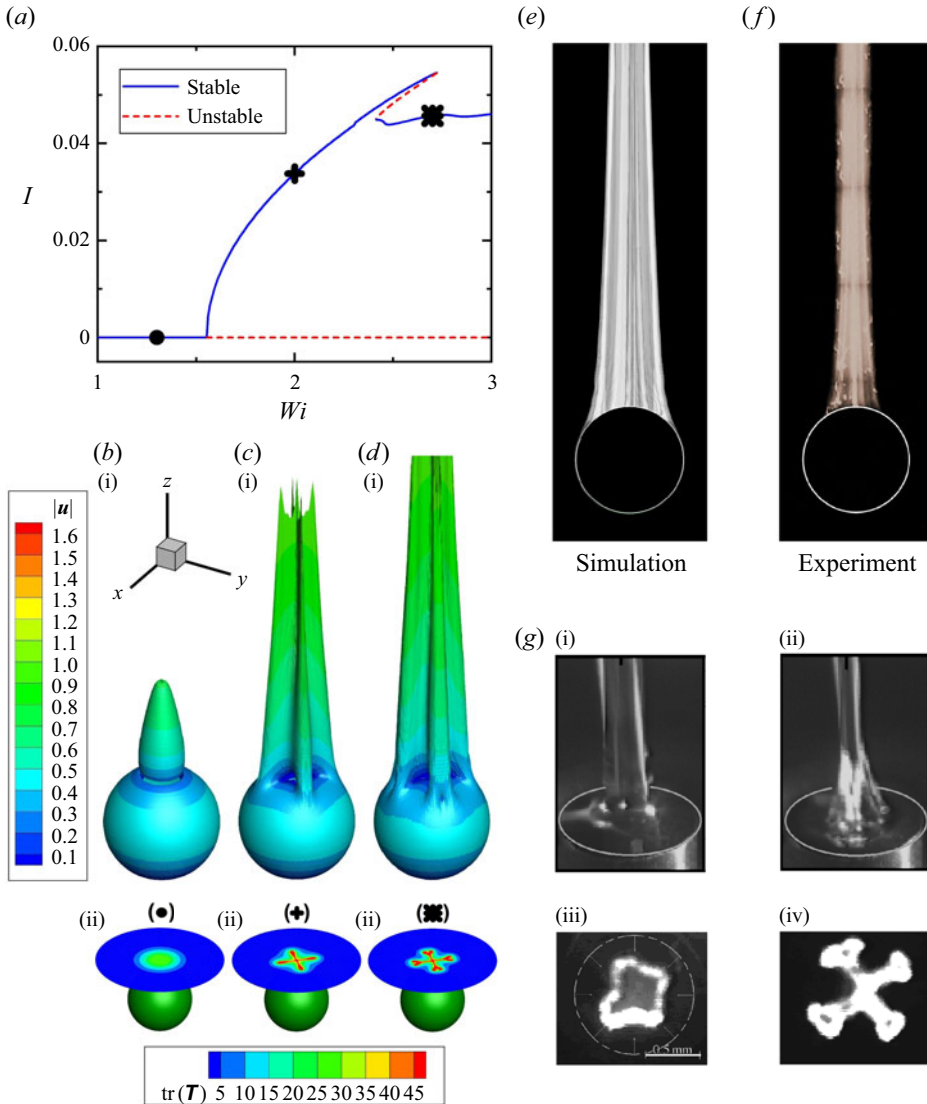 (a)
0.06
0.04
0.02
0
I
Stable
Unstable
1
2
3
Wi
(e)
(f)
Simulation
Experiment
(b)
(c)
(d)
(i)
(i)
(i)
z
x
y
|u|
1.6
1.5
1.4
1.3
1.2
1.1
1.0
0.9
0.8
0.7
0.6
0.5
0.4
0.3
0.2
0.1
(g)
(i)
(ii)
(ii)
(ii)
(ii)
(iii)
(iv)
0.5 mm
tr(T) 5 10 15 20 25 30 35 40 45